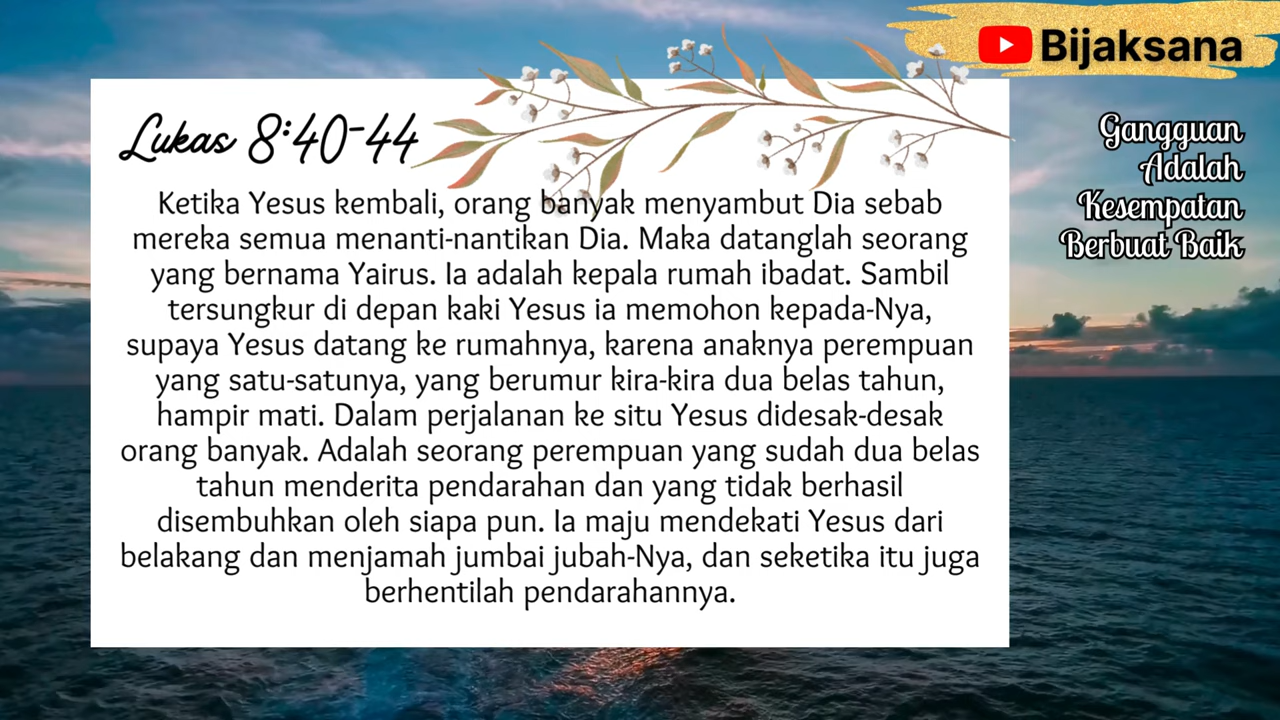 Bijaksana
Gangguan
Adalah
Kesempatan
Berbuat Baik
Lukas 8:40-44
Ketika Yesus kembali, orang banyak menyambut Dia sebab
mereka semua menanti-nantikan Dia. Maka datanglah seorang
yang bernama Yairus. Ia adalah kepala rumah ibadat. Sambil
tersungkur di depan kaki Yesus ia memohon kepada-Nya,
supaya Yesus datang ke rumahnya, karena anaknya perempuan
yang satu-satunya, yang berumur kira-kira dua belas tahun,
hampir mati. Dalam perjalanan ke situ Yesus didesak-desak
orang banyak. Adalah seorang perempuan yang sudah dua belas
tahun menderita pendarahan dan yang tidak berhasil
disembuhkan oleh siapa pun. Ia maju mendekati Yesus dari
belakang dan menjamah jumbai jubah-Nya, dan seketika itu juga
berhentilah pendarahannya.